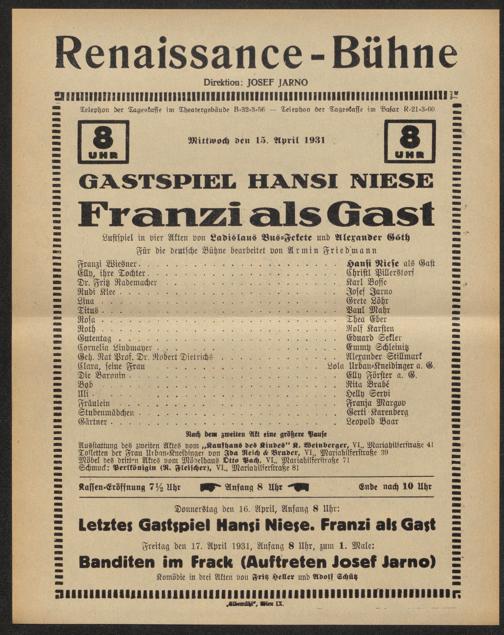 Renaissance-Bühne
Direktion: JOSEF JARNO
Telephon der Tageskasse im Theatergebäude B-32-3-56 — Telephon der Tageskasse im Basar R-21-3-60
8 UHR
Mittwoch den 15. April 1931
8 UHR
GASTSPIEL HANSI NIESE
Franzi als Gast
Lustspiel in vier Akten von Ladislaus Bus-Fekete und Alexander Göth
Für die deutsche Bühne bearbeitet von Armin Friedmann
Franzi Wiesner Hansi Niese als Gast
Elly, ihre Tochter Christl Pillerstorf
Dr. Fritz Rademacher Karl Bosse
Rudi Klee Josef Jarno
Lina Grete Löhr
Titus Paul Mahr
Rosa Thea Eber
Roth Rolf Karsten
Gutentag Eduard Sekler
Cornelia Lindmayer Emmy Schleinitz
Geh. Rat Prof. Dr. Robert Dietrichs Alexander Stillmark
Clara, seine Frau Lola Urban-Kneidinger a. G.
Die Baronin Elly Förster a. G.
Bob Rita Brabé
Uli Helly Servi
Fräulein Franja Margon
Stubenmädchen Gerti Karenberg
Gärtner Leopold Baar
Nach dem zweiten Akt eine größere Pause
Ausstattung des zweiten Aktes vom „Kaufhaus des Kindes“ K. Weinberger, VI., Mariahilferstraße 41
Toiletten der Frau Urban-Kneidinger von Ida Reich & Bruder, VI., Mariahilferstraße 39
Möbel des dritten Aktes vom Möbelhaus Otto Pach, VI., Mariahilferstraße 71
Schmuck: Perlkönigin (R. Fleischer), VI., Mariahilferstraße 81
Kassen-Eröffnung 7½ Uhr Anfang 8 Uhr Ende nach 10 Uhr
Donnerstag den 16. April, Anfang 8 Uhr:
Letztes Gastspiel Hansi Niese. Franzi als Gast
Freitag den 17. April 1931, Anfang 8 Uhr, zum 1. Male:
Banditen im Frack (Auftreten Josef Jarno)
Komödie in drei Akten von Fritz Heller und Adolf Schütz
„Elbemühl“, Wien IX.